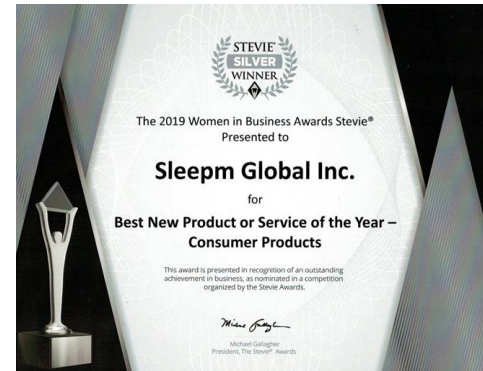 STEVIE®
SILVER
WINNER
The 2019 Women in Business Awards Stevie®
Presented to
Sleepm Global Inc.
for
Best New Product or Service of the Year –
Consumer Products
This award is presented in recognition of an outstanding
achievement in business, as nominated in a competition
organized by the Stevie Awards.
Michael Gallagher
President, The Stevie® Awards